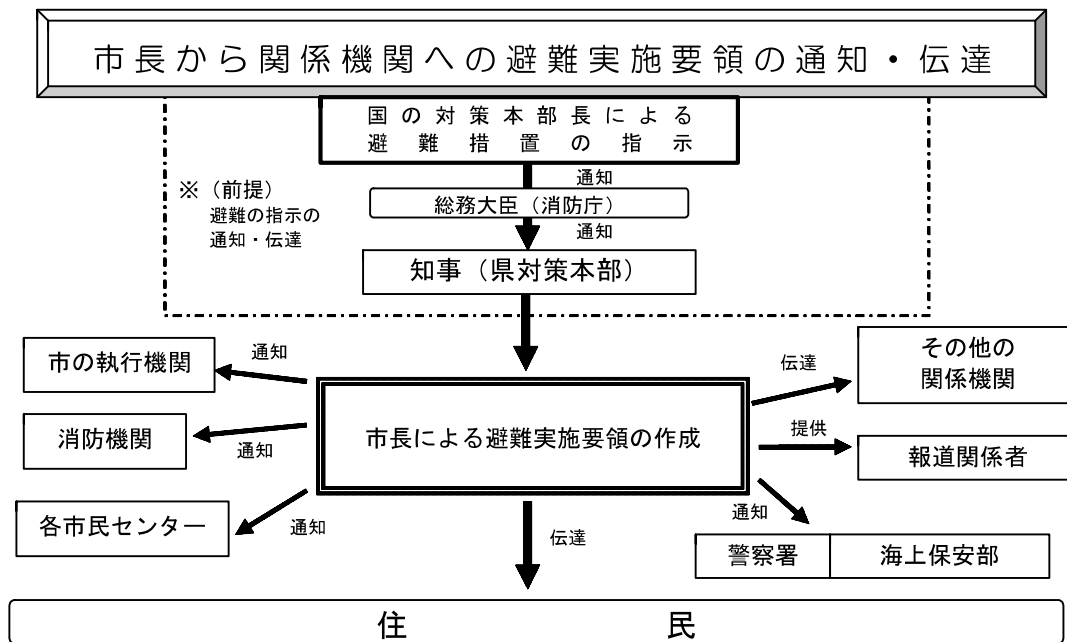 市長から関係機関への避難実施要領の通知・伝達
国の対策本部長による
避難措置の指示
通知
総務大臣（消防庁）
通知
※（前提）
避難の指示の
通知・伝達
知事（県対策本部）
市の執行機関
通知
伝達
その他の
関係機関
消防機関
通知
市長による避難実施要領の作成
提供
報道関係者
各市民センター
通知
伝達
通知
警察署
海上保安部
住民